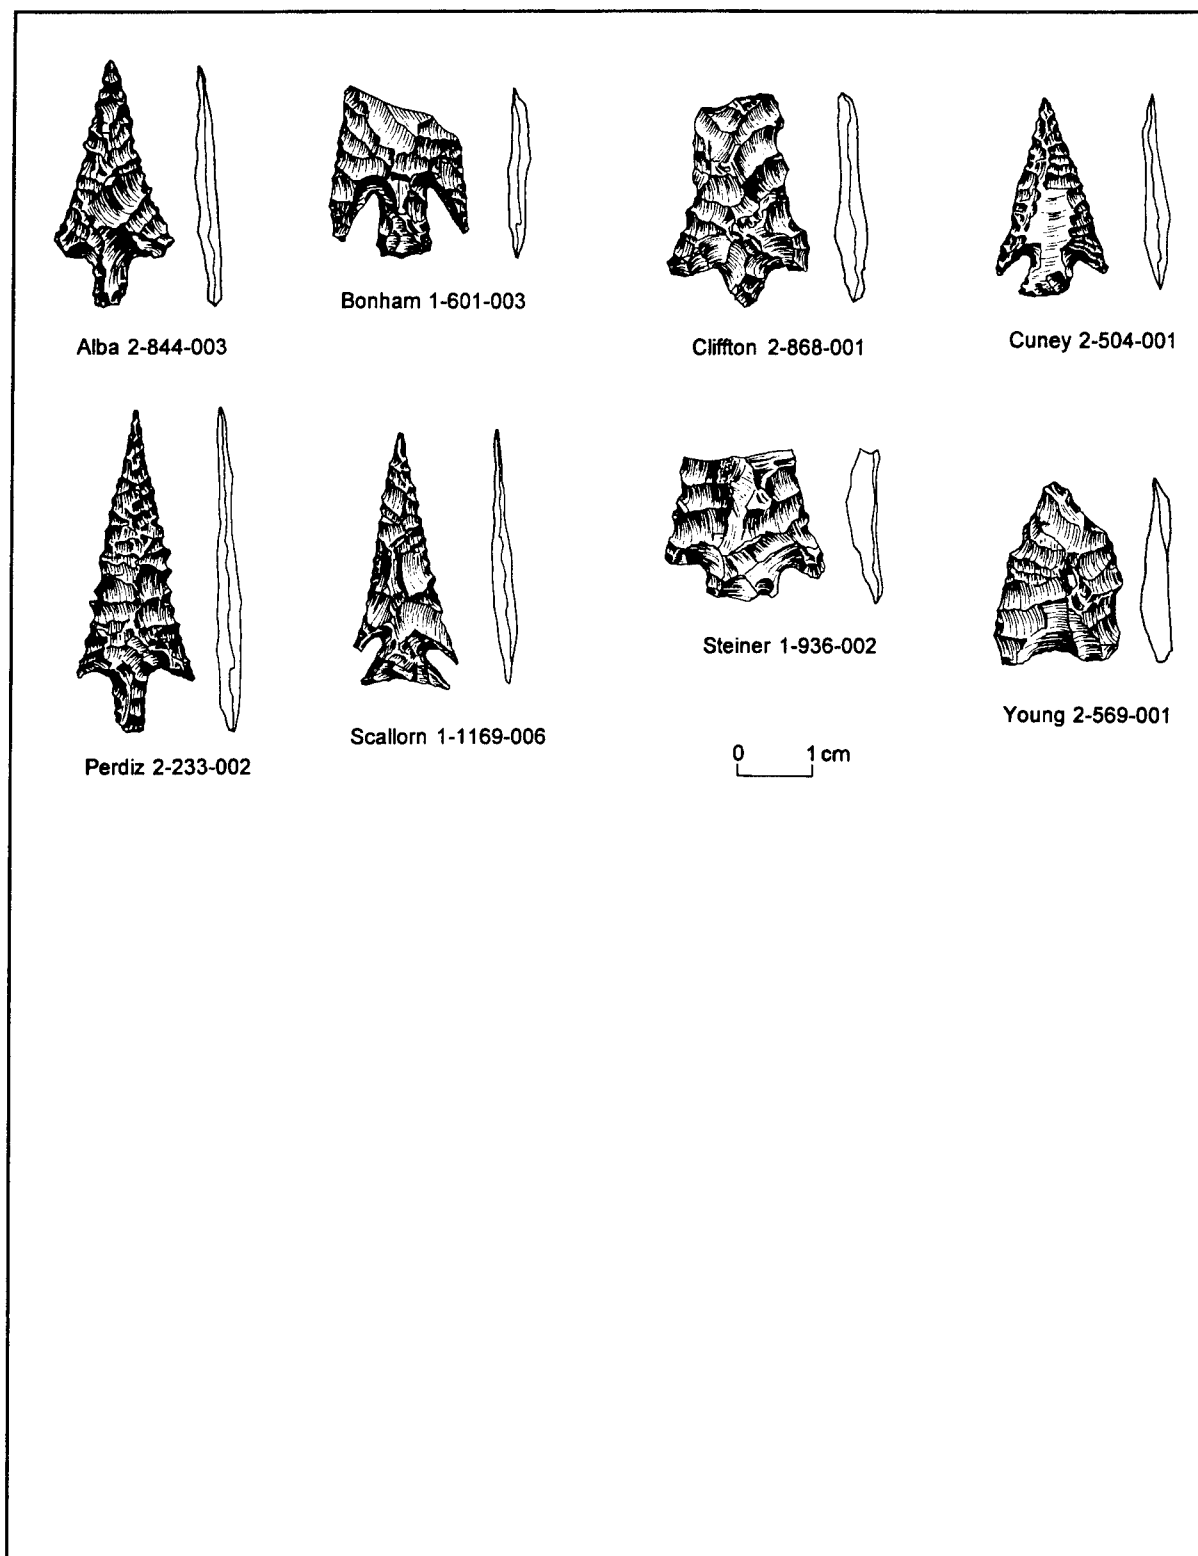 Alba 2-844-003
Bonham 1-601-003
Cliffton 2-868-001
Cuney 2-504-001
Perdiz 2-233-002
Scallorn 1-1169-006
Steiner 1-936-002
Young 2-569-001
0 1 cm